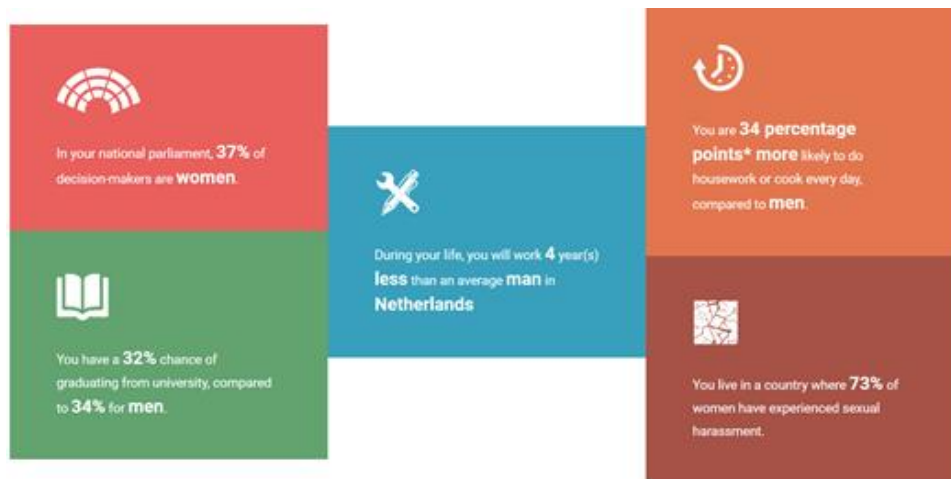 In your national parliament, 37% of
decision-makers are women.
You have a 32% chance of
graduating from university, compared
to 34% for men.
During your life, you will work 4 year(s)
less than an average man in
Netherlands
You are 34 percentage
points* more likely to do
housework or cook every day,
compared to men.
You live in a country where 73% of
women have experienced sexual
harassment.